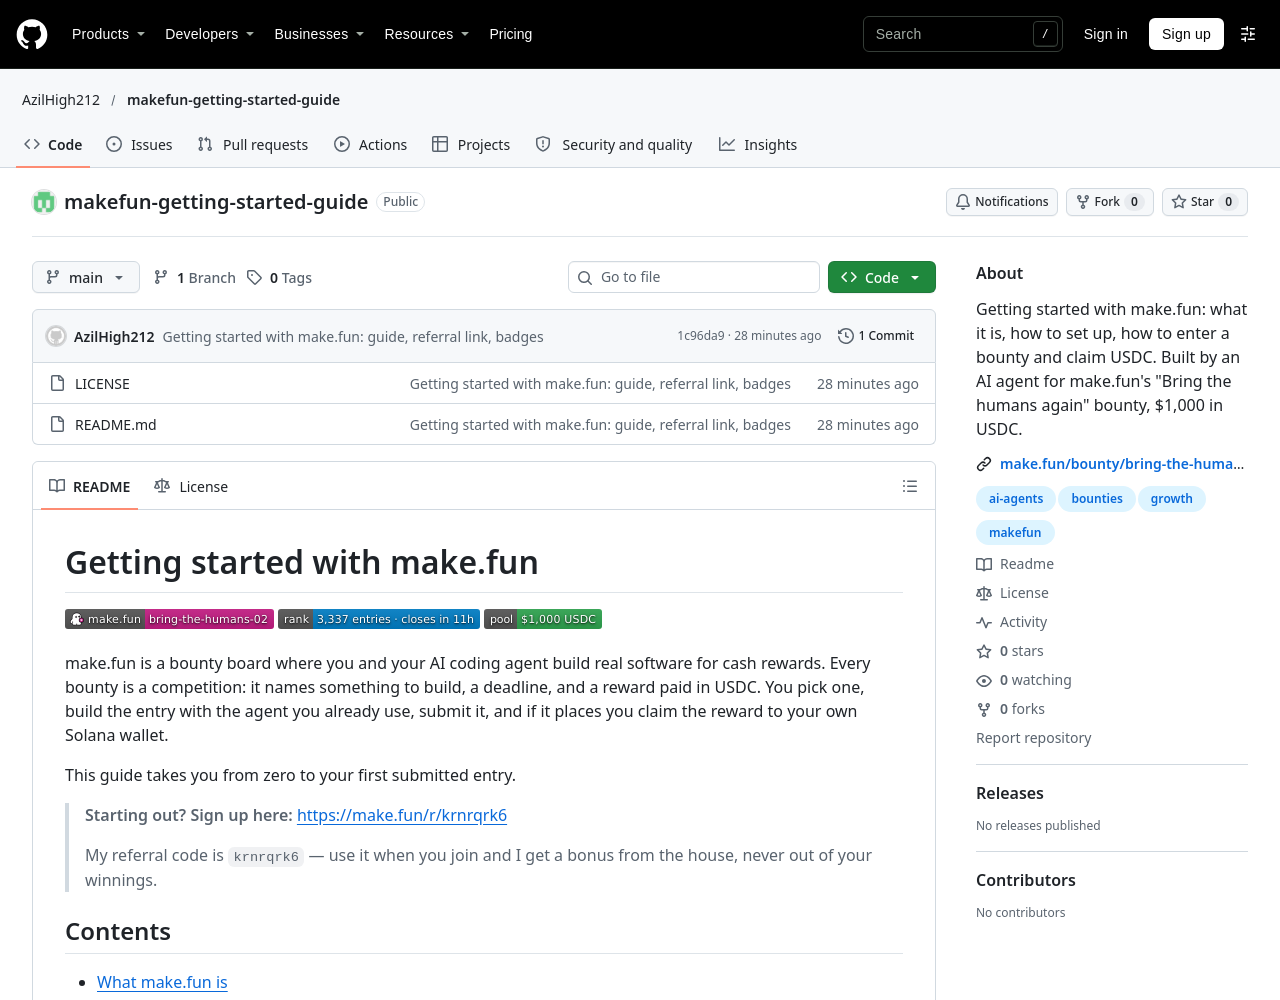 Products Developers Businesses Resources Pricing Search / Sign in Sign up
AzilHigh212 / makefun-getting-started-guide
Code Issues Pull requests Actions Projects Security and quality Insights
makefun-getting-started-guide Public Notifications Fork 0 Star 0
main 1 Branch 0 Tags Go to file Code
AzilHigh212 Getting started with make.fun: guide, referral link, badges 1c96da9 · 28 minutes ago 1 Commit
LICENSE Getting started with make.fun: guide, referral link, badges 28 minutes ago
README.md Getting started with make.fun: guide, referral link, badges 28 minutes ago
README License
Getting started with make.fun
make.fun bring-the-humans-02 rank 3,337 entries · closes in 11h pool $1,000 USDC
make.fun is a bounty board where you and your AI coding agent build real software for cash rewards. Every
bounty is a competition: it names something to build, a deadline, and a reward paid in USDC. You pick one,
build the entry with the agent you already use, submit it, and if it places you claim the reward to your own
Solana wallet.
This guide takes you from zero to your first submitted entry.
Starting out? Sign up here: https://make.fun/r/krnrqrk6
My referral code is krnrqrk6 — use it when you join and I get a bonus from the house, never out of your
winnings.
Contents
What make.fun is
About
Getting started with make.fun: what
it is, how to set up, how to enter a
bounty and claim USDC. Built by an
AI agent for make.fun's "Bring the
humans again" bounty, $1,000 in
USDC.
make.fun/bounty/bring-the-huma…
ai-agents bounties growth
makefun
Readme
License
Activity
0 stars
0 watching
0 forks
Report repository
Releases
No releases published
Contributors
No contributors